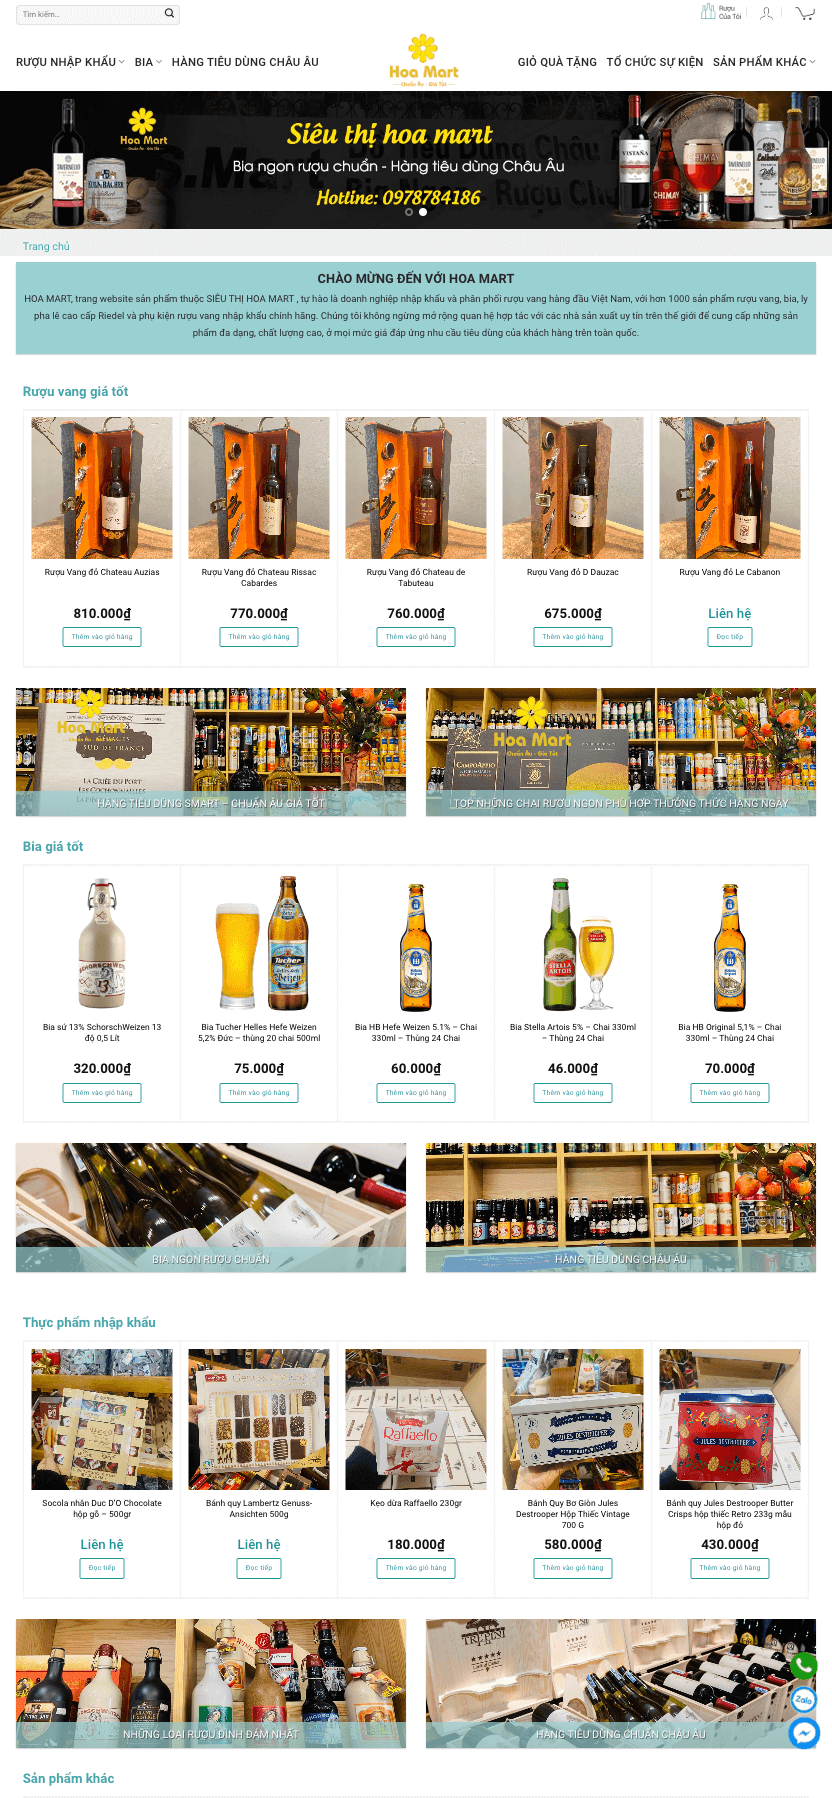 Tìm kiếm...
Rượu
Của Tôi
RƯỢU NHẬP KHẨU
BIA
HÀNG TIÊU DÙNG CHÂU ÂU
Hoa Mart
GIỎ QUÀ TẶNG
TỔ CHỨC SỰ KIỆN
SẢN PHẨM KHÁC
Hoa Mart
Siêu thị hoa mart
Bia ngon rượu chuẩn - Hàng tiêu dùng Châu Âu
Hotline: 0978784186
Trang chủ
CHÀO MỪNG ĐẾN VỚI HOA MART
HOA MART, trang website sản phẩm thuộc SIÊU THỊ HOA MART , tự hào là doanh nghiệp nhập khẩu và phân phối rượu vang hàng đầu Việt Nam, với hơn 1000 sản phẩm rượu vang, bia, ly
pha lê cao cấp Riedel và phụ kiện rượu vang nhập khẩu chính hãng. Chúng tôi không ngừng mở rộng quan hệ hợp tác với các nhà sản xuất uy tín trên thế giới để cung cấp những sản
phẩm đa dạng, chất lượng cao, ở mọi mức giá đáp ứng nhu cầu tiêu dùng của khách hàng trên toàn quốc.
Rượu vang giá tốt
Rượu Vang đỏ Chateau Auzias
810.000₫
Thêm vào giỏ hàng
Rượu Vang đỏ Chateau Rissac
Cabardes
770.000₫
Thêm vào giỏ hàng
Rượu Vang đỏ Chateau de
Tabuteau
760.000₫
Thêm vào giỏ hàng
Rượu Vang đỏ D Dauzac
675.000₫
Thêm vào giỏ hàng
Rượu Vang đỏ Le Cabanon
Liên hệ
Đọc tiếp
Hoa Mart
SUD DE FRANCE
HÀNG TIÊU DÙNG SMART – CHUẨN ÂU GIÁ TỐT
Hoa Mart
Chuẩn Âu - Giá Tốt
CAMPOAPPIO
TOP NHỮNG CHAI RƯỢU NGON PHÙ HỢP THƯỞNG THỨC HÀNG NGÀY
Bia giá tốt
Bia sứ 13% SchorschWeizen 13
độ 0,5 Lít
320.000₫
Thêm vào giỏ hàng
Bia Tucher Helles Hefe Weizen
5,2% Đức – thùng 20 chai 500ml
75.000₫
Thêm vào giỏ hàng
Bia HB Hefe Weizen 5.1% – Chai
330ml – Thùng 24 Chai
60.000₫
Thêm vào giỏ hàng
Bia Stella Artois 5% – Chai 330ml
– Thùng 24 Chai
46.000₫
Thêm vào giỏ hàng
Bia HB Original 5,1% – Chai
330ml – Thùng 24 Chai
70.000₫
Thêm vào giỏ hàng
BIA NGON RƯỢU CHUẨN
HÀNG TIÊU DÙNG CHÂU ÂU
Thực phẩm nhập khẩu
Raffaello
JULES DESTROOPER
JULES DESTROOPER
Socola nhân Duc D'O Chocolate
hộp gỗ – 500gr
Liên hệ
Đọc tiếp
Bánh quy Lambertz Genuss-
Ansichten 500g
Liên hệ
Đọc tiếp
Kẹo dừa Raffaello 230gr
180.000₫
Thêm vào giỏ hàng
Bánh Quy Bơ Giòn Jules
Destrooper Hộp Thiếc Vintage
700 G
580.000₫
Thêm vào giỏ hàng
Bánh quy Jules Destrooper Butter
Crisps hộp thiếc Retro 233g mầu
hộp đỏ
430.000₫
Thêm vào giỏ hàng
NHỮNG LOẠI RƯỢU ĐÌNH ĐÁM NHẤT
HÀNG TIÊU DÙNG CHUẨN CHÂU ÂU
Zalo
Sản phẩm khác